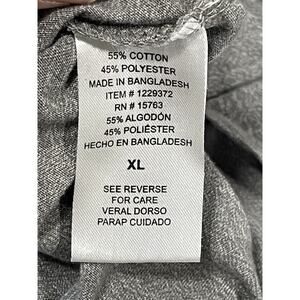 55% COTTON
45% POLYESTER
MADE IN BANGLADESH
ITEM # 1229372
RN # 15763
55% ALGODÓN
45% POLIÉSTER
HECHO EN BANGLADESH
XL
SEE REVERSE
FOR CARE
VERAL DORSO
PARAP CUIDADO